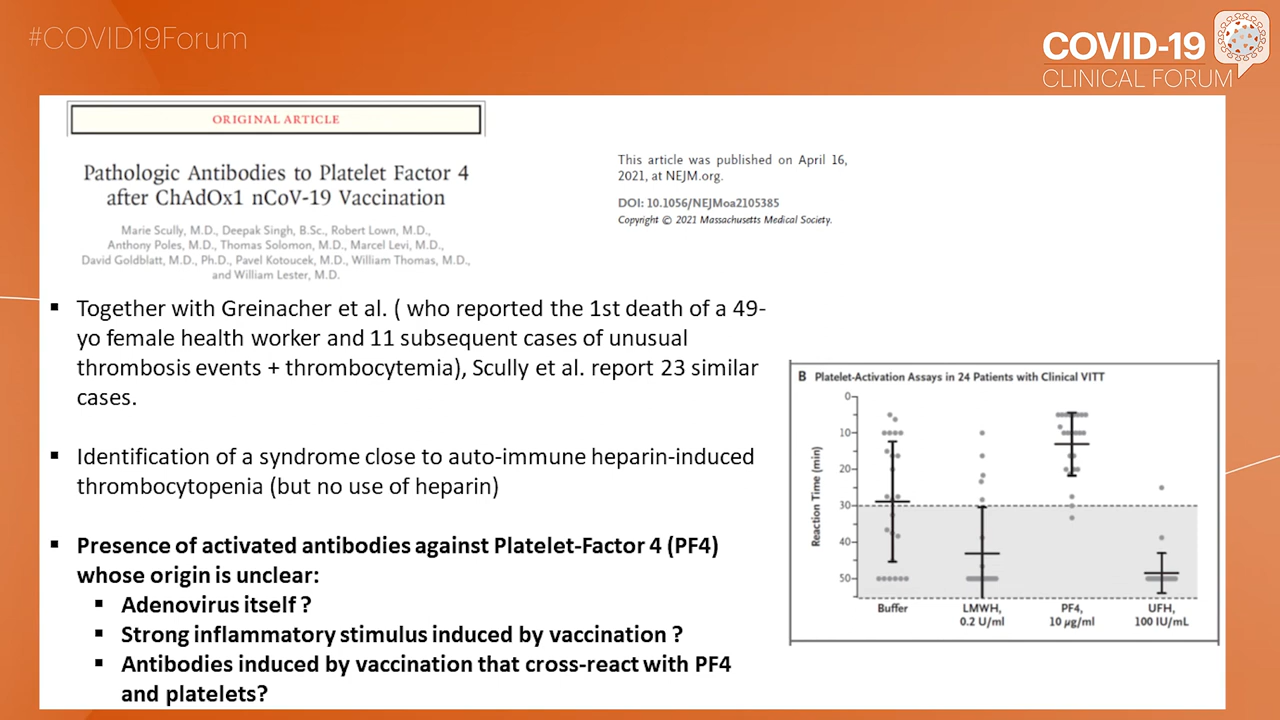 #COVID19Forum
COVID-19
CLINICAL FORUM
ORIGINAL ARTICLE
Pathologic Antibodies to Platelet Factor 4
after ChAdOx1 nCoV-19 Vaccination
Marie Scully, M.D., Deepak Singh, B.Sc., Robert Lown, M.D.,
Anthony Poles, M.D., Thomas Solomon, M.D., Marcel Levi, M.D.,
David Goldblatt, M.D., Ph.D., Pavel Kotoucek, M.D., William Thomas, M.D.,
and William Lester, M.D.
This article was published on April 16,
2021, at NEJM.org.
DOI: 10.1056/NEJMoa2105385
Copyright © 2021 Massachusetts Medical Society.
▪ Together with Greinacher et al. ( who reported the 1st death of a 49-
yo female health worker and 11 subsequent cases of unusual
thrombosis events + thrombocytemia), Scully et al. report 23 similar
cases.
▪ Identification of a syndrome close to auto-immune heparin-induced
thrombocytopenia (but no use of heparin)
▪ Presence of activated antibodies against Platelet-Factor 4 (PF4)
whose origin is unclear:
▪ Adenovirus itself ?
▪ Strong inflammatory stimulus induced by vaccination ?
▪ Antibodies induced by vaccination that cross-react with PF4
and platelets?
B Platelet-Activation Assays in 24 Patients with Clinical VITT
Reaction Time (min)
0
10
20
30
40
50
Buffer
LMWH,
0.2 U/ml
PF4,
10 µg/ml
UFH,
100 IU/mL